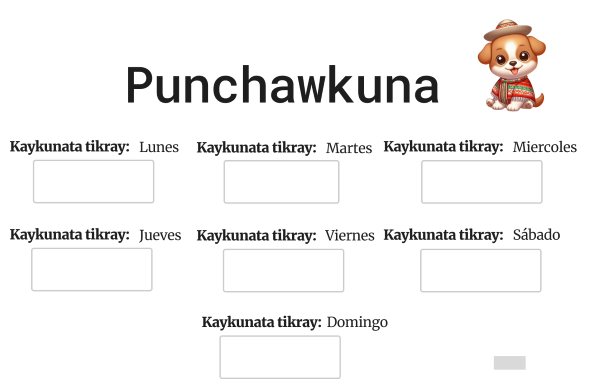 Punchawkuna
Kaykunata tikray: Lunes
Kaykunata tikray: Martes
Kaykunata tikray: Miercoles
Kaykunata tikray: Jueves
Kaykunata tikray: Viernes
Kaykunata tikray: Sábado
Kaykunata tikray: Domingo